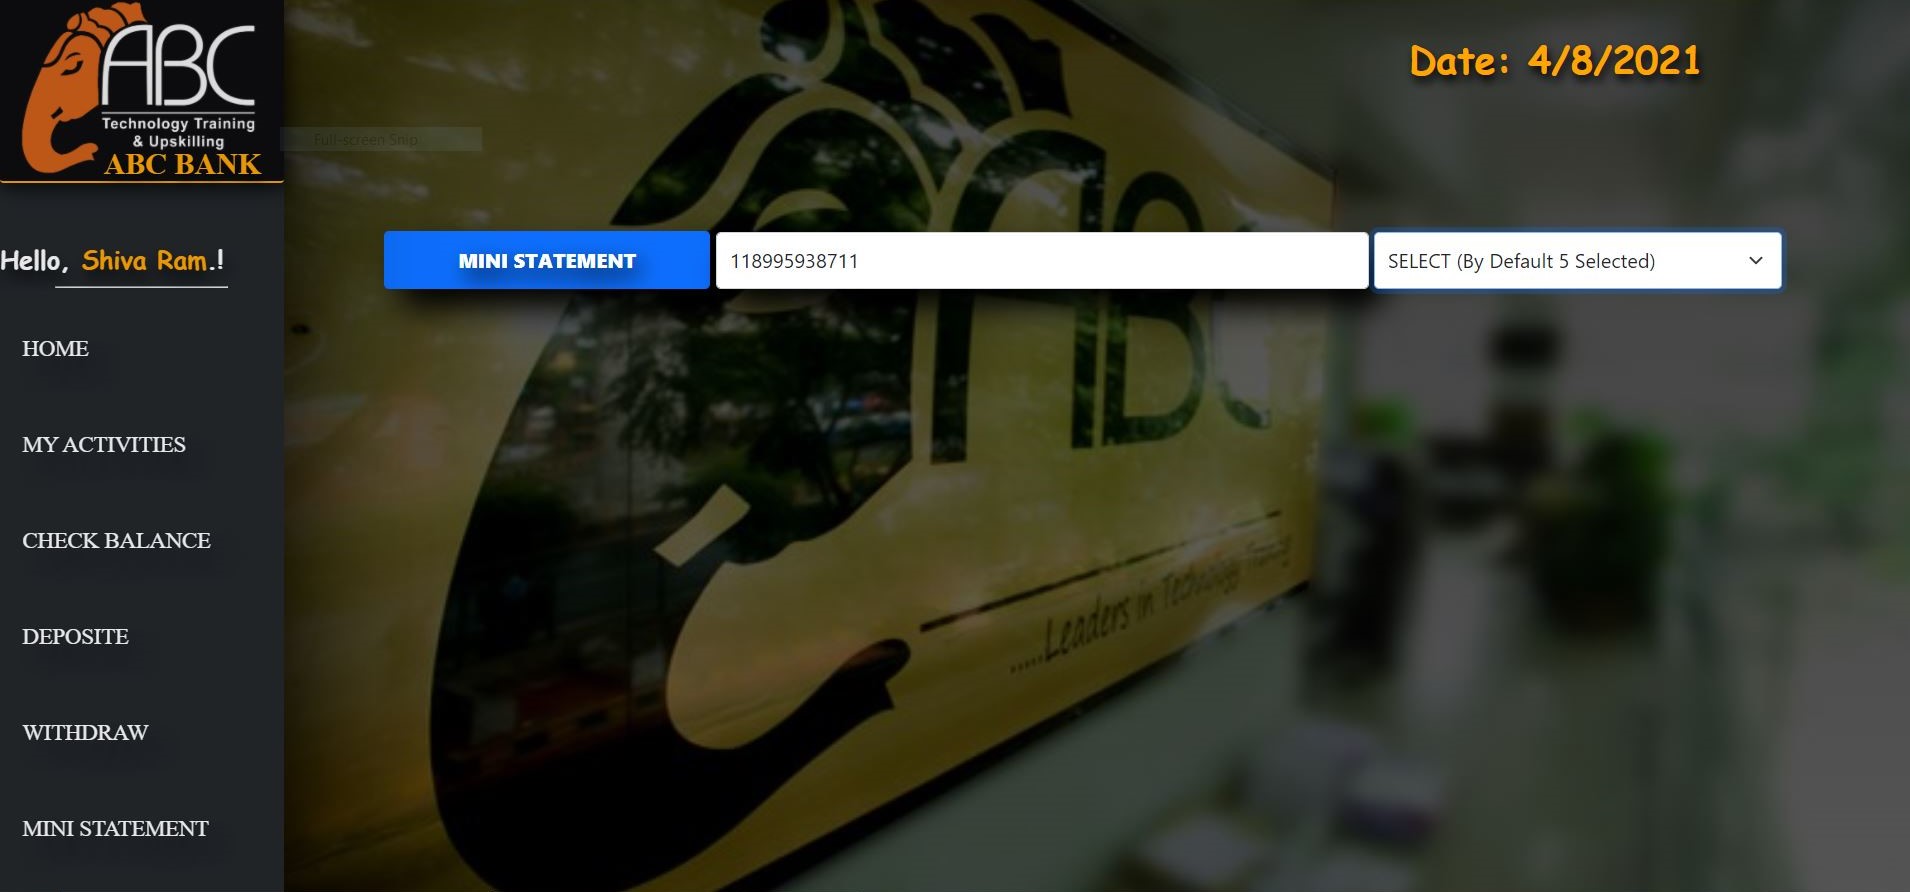 ABC
Technology Training
& Upskilling
ABC BANK
Date: 4/8/2021
Full-screen Snip
Hello, Shiva Ram.!
MINI STATEMENT
118995938711
SELECT (By Default 5 Selected)
HOME
MY ACTIVITIES
CHECK BALANCE
DEPOSITE
WITHDRAW
MINI STATEMENT
ABC
.....Leaders in Technology Training